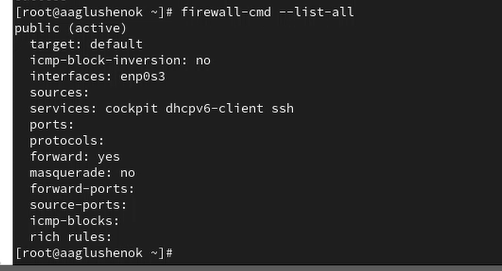 [root@aaglushenok ~]# firewall-cmd --list-all
public (active)
  target: default
  icmp-block-inversion: no
  interfaces: enp0s3
  sources:
  services: cockpit dhcpv6-client ssh
  ports:
  protocols:
  forward: yes
  masquerade: no
  forward-ports:
  source-ports:
  icmp-blocks:
  rich rules:
[root@aaglushenok ~]#